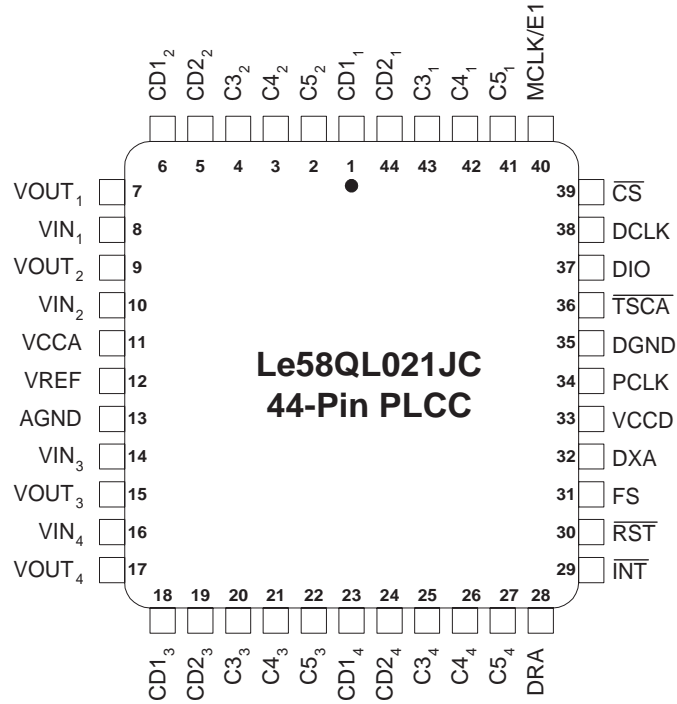 CD1₂ CD2₂ C3₂ C4₂ C5₂ CD1₁ CD2₁ C3₁ C4₁ C5₁ MCLK/E1
6 5 4 3 2 1 44 43 42 41 40
VOUT₁ 7
VIN₁ 8
VOUT₂ 9
VIN₂ 10
VCCA 11
VREF 12
AGND 13
VIN₃ 14
VOUT₃ 15
VIN₄ 16
VOUT₄ 17
Le58QL021JC
44-Pin PLCC
39 C̅S̅
38 DCLK
37 DIO
36 T̅S̅C̅A̅
35 DGND
34 PCLK
33 VCCD
32 DXA
31 FS
30 R̅S̅T̅
29 I̅N̅T̅
18 19 20 21 22 23 24 25 26 27 28
CD1₃ CD2₃ C3₃ C4₃ C5₃ CD1₄ CD2₄ C3₄ C4₄ C5₄ DRA